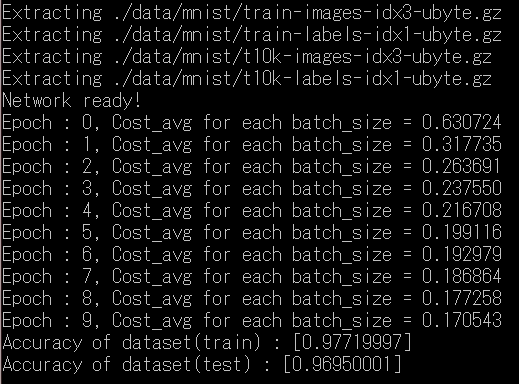 Extracting ./data/mnist/train-images-idx3-ubyte.gz
Extracting ./data/mnist/train-labels-idx1-ubyte.gz
Extracting ./data/mnist/t10k-images-idx3-ubyte.gz
Extracting ./data/mnist/t10k-labels-idx1-ubyte.gz
Network ready!
Epoch : 0, Cost_avg for each batch_size = 0.630724
Epoch : 1, Cost_avg for each batch_size = 0.317735
Epoch : 2, Cost_avg for each batch_size = 0.263691
Epoch : 3, Cost_avg for each batch_size = 0.237550
Epoch : 4, Cost_avg for each batch_size = 0.216708
Epoch : 5, Cost_avg for each batch_size = 0.199116
Epoch : 6, Cost_avg for each batch_size = 0.192979
Epoch : 7, Cost_avg for each batch_size = 0.186864
Epoch : 8, Cost_avg for each batch_size = 0.177258
Epoch : 9, Cost_avg for each batch_size = 0.170543
Accuracy of dataset(train) : [0.97719997]
Accuracy of dataset(test) : [0.96950001]